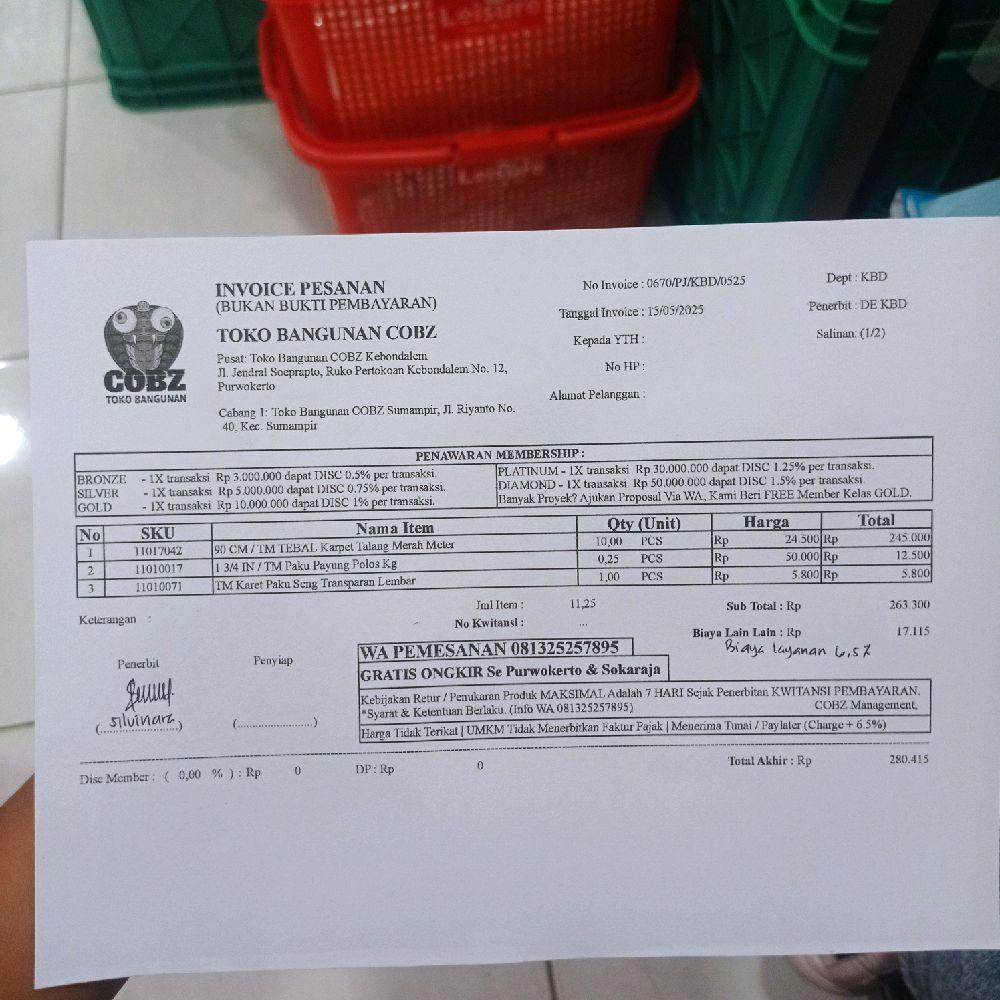 Leisure
Leisure
COBZ
TOKO BANGUNAN
INVOICE PESANAN
(BUKAN BUKTI PEMBAYARAN)
TOKO BANGUNAN COBZ
Pusat: Toko Bangunan COBZ Kebondalem
Jl. Jendral Soeprapto, Ruko Pertokoan Kebondalem No. 12,
Purwokerto
Cabang 1: Toko Bangunan COBZ Sumampir, Jl. Riyanto No.
40, Kec. Sumampir
No Invoice : 0670/PJ/KBD/0525
Tanggal Invoice : 15/05/2025
Kepada YTH :
No HP :
Alamat Pelanggan :
Dept : KBD
Penerbit : DE KBD
Salinan: (1/2)
PENAWARAN MEMBERSHIP :
BRONZE - 1X transaksi Rp 3.000.000 dapat DISC 0.5% per transaksi.
SILVER - 1X transaksi Rp 5.000.000 dapat DISC 0.75% per transaksi.
GOLD - 1X transaksi Rp 10.000.000 dapat DISC 1% per transaksi.
PLATINUM - 1X transaksi Rp 30.000.000 dapat DISC 1.25% per transaksi.
DIAMOND - 1X transaksi Rp 50.000.000 dapat DISC 1.5% per transaksi.
Banyak Proyek? Ajukan Proposal Via WA, Kami Beri FREE Member Kelas GOLD.
No SKU Nama Item Qty (Unit) Harga Total
1 11017042 90 CM / TM TEBAL Karpet Talang Merah Meter 10,00 PCS Rp 24.500 Rp 245.000
2 11010017 1 3/4 IN / TM Paku Payung Polos Kg 0,25 PCS Rp 50.000 Rp 12.500
3 11010071 TM Karet Paku Seng Transparan Lembar 1,00 PCS Rp 5.800 Rp 5.800
Keterangan :
Jml Item : 11,25
No Kwitansi : ...
Sub Total : Rp 263.300
Biaya Lain Lain : Rp 17.115
Biaya layanan 6,5%
Penerbit
Penyiap
(silvinara)
(.......................)
WA PEMESANAN 081325257895
GRATIS ONGKIR Se Purwokerto & Sokaraja
Kebijakan Retur / Penukaran Produk MAKSIMAL Adalah 7 HARI Sejak Penerbitan KWITANSI PEMBAYARAN.
*Syarat & Ketentuan Berlaku. (Info WA 081325257895) COBZ Management,
Harga Tidak Terikat | UMKM Tidak Menerbitkan Faktur Pajak | Menerima Tunai / Paylater (Charge + 6.5%)
Disc Member : ( 0,00 % ) : Rp 0 DP : Rp 0 Total Akhir : Rp 280.415